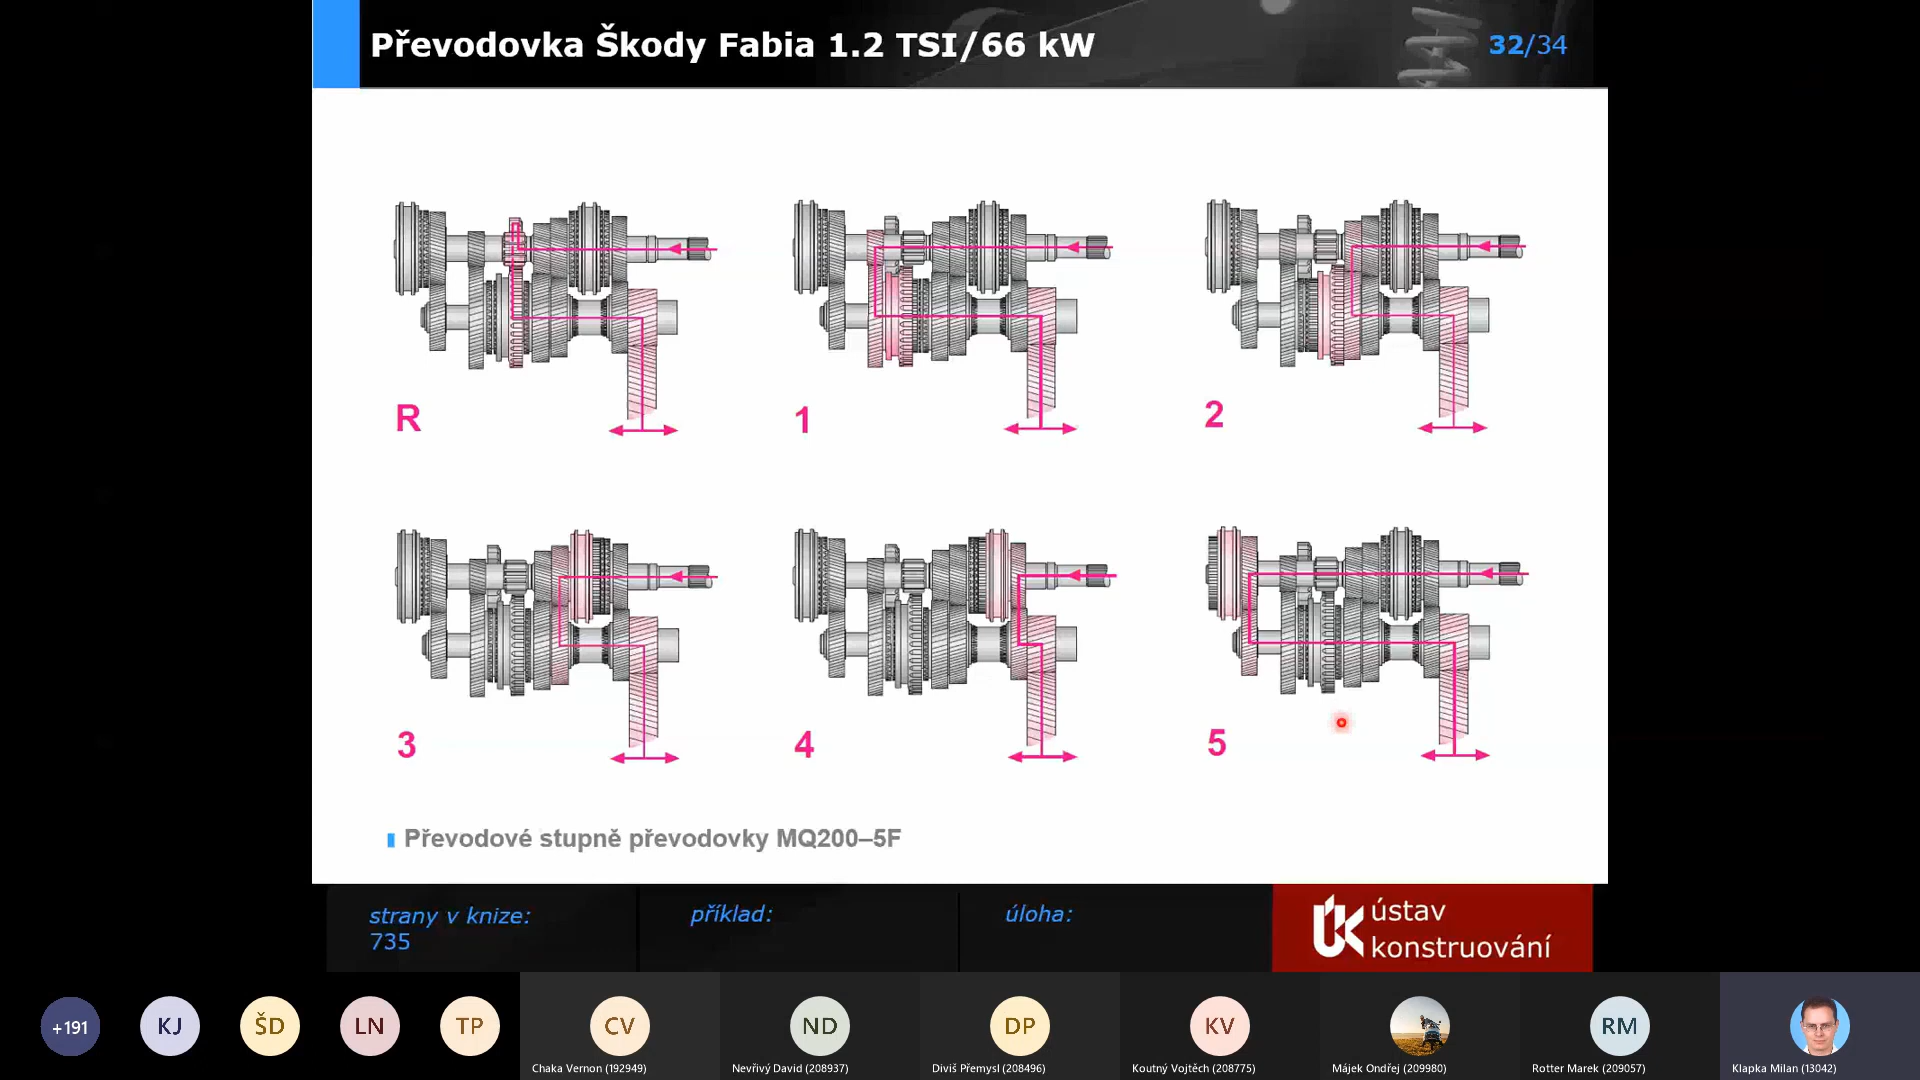 Převodovka Škody Fabia 1.2 TSI/66 kW
32/34
R
1
2
3
4
5
Převodové stupně převodovky MQ200–5F
strany v knize:
735
příklad:
úloha:
ústav
konstruování
+191
KJ
ŠD
LN
TP
CV
ND
DP
KV
RM
Chaka Vernon (192949)
Nevřivý David (208937)
Diviš Přemysl (208496)
Koutný Vojtěch (208775)
Májek Ondřej (209980)
Rotter Marek (209057)
Klapka Milan (13042)